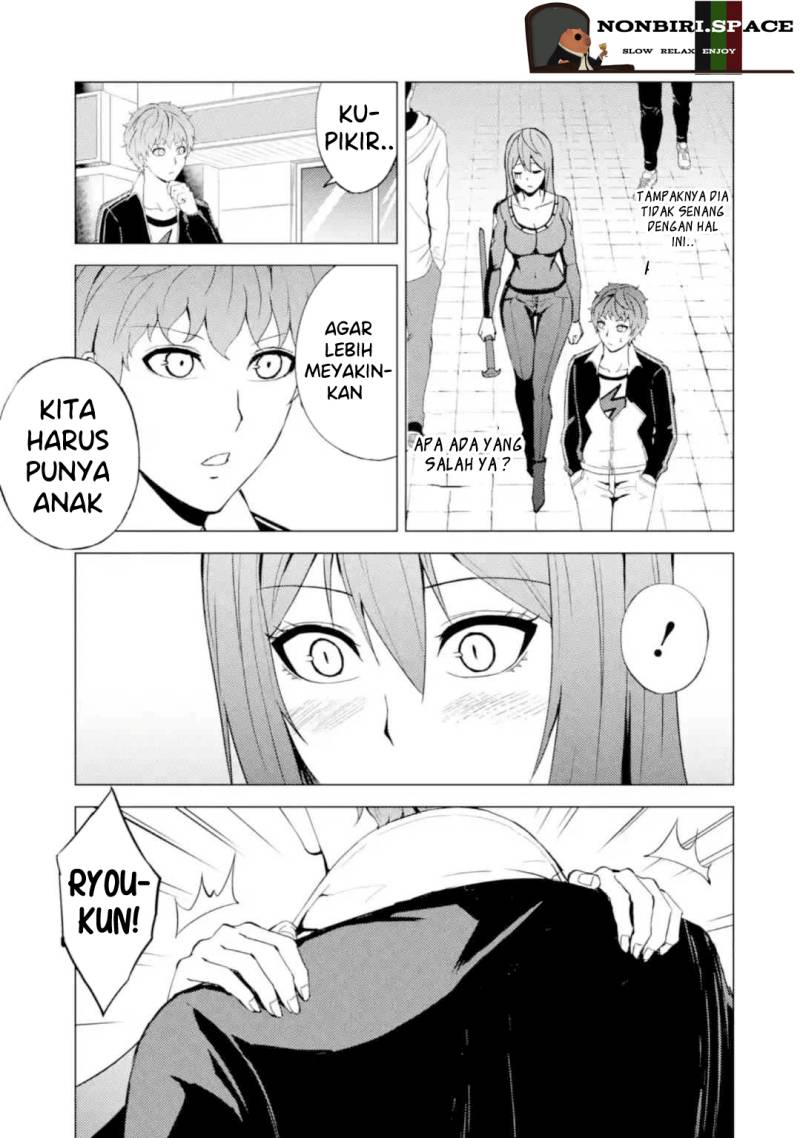 NONBIRI.SPACE
SLOW RELAX ENJOY
TAMPAKNYA DIA
TIDAK SENANG
DENGAN HAL
INI..
APA ADA YANG
SALAH YA?
KU-
PIKIR..
AGAR
LEBIH
MEYAKIN-
KAN
KITA
HARUS
PUNYA
ANAK
!
RYOU-
KUN!